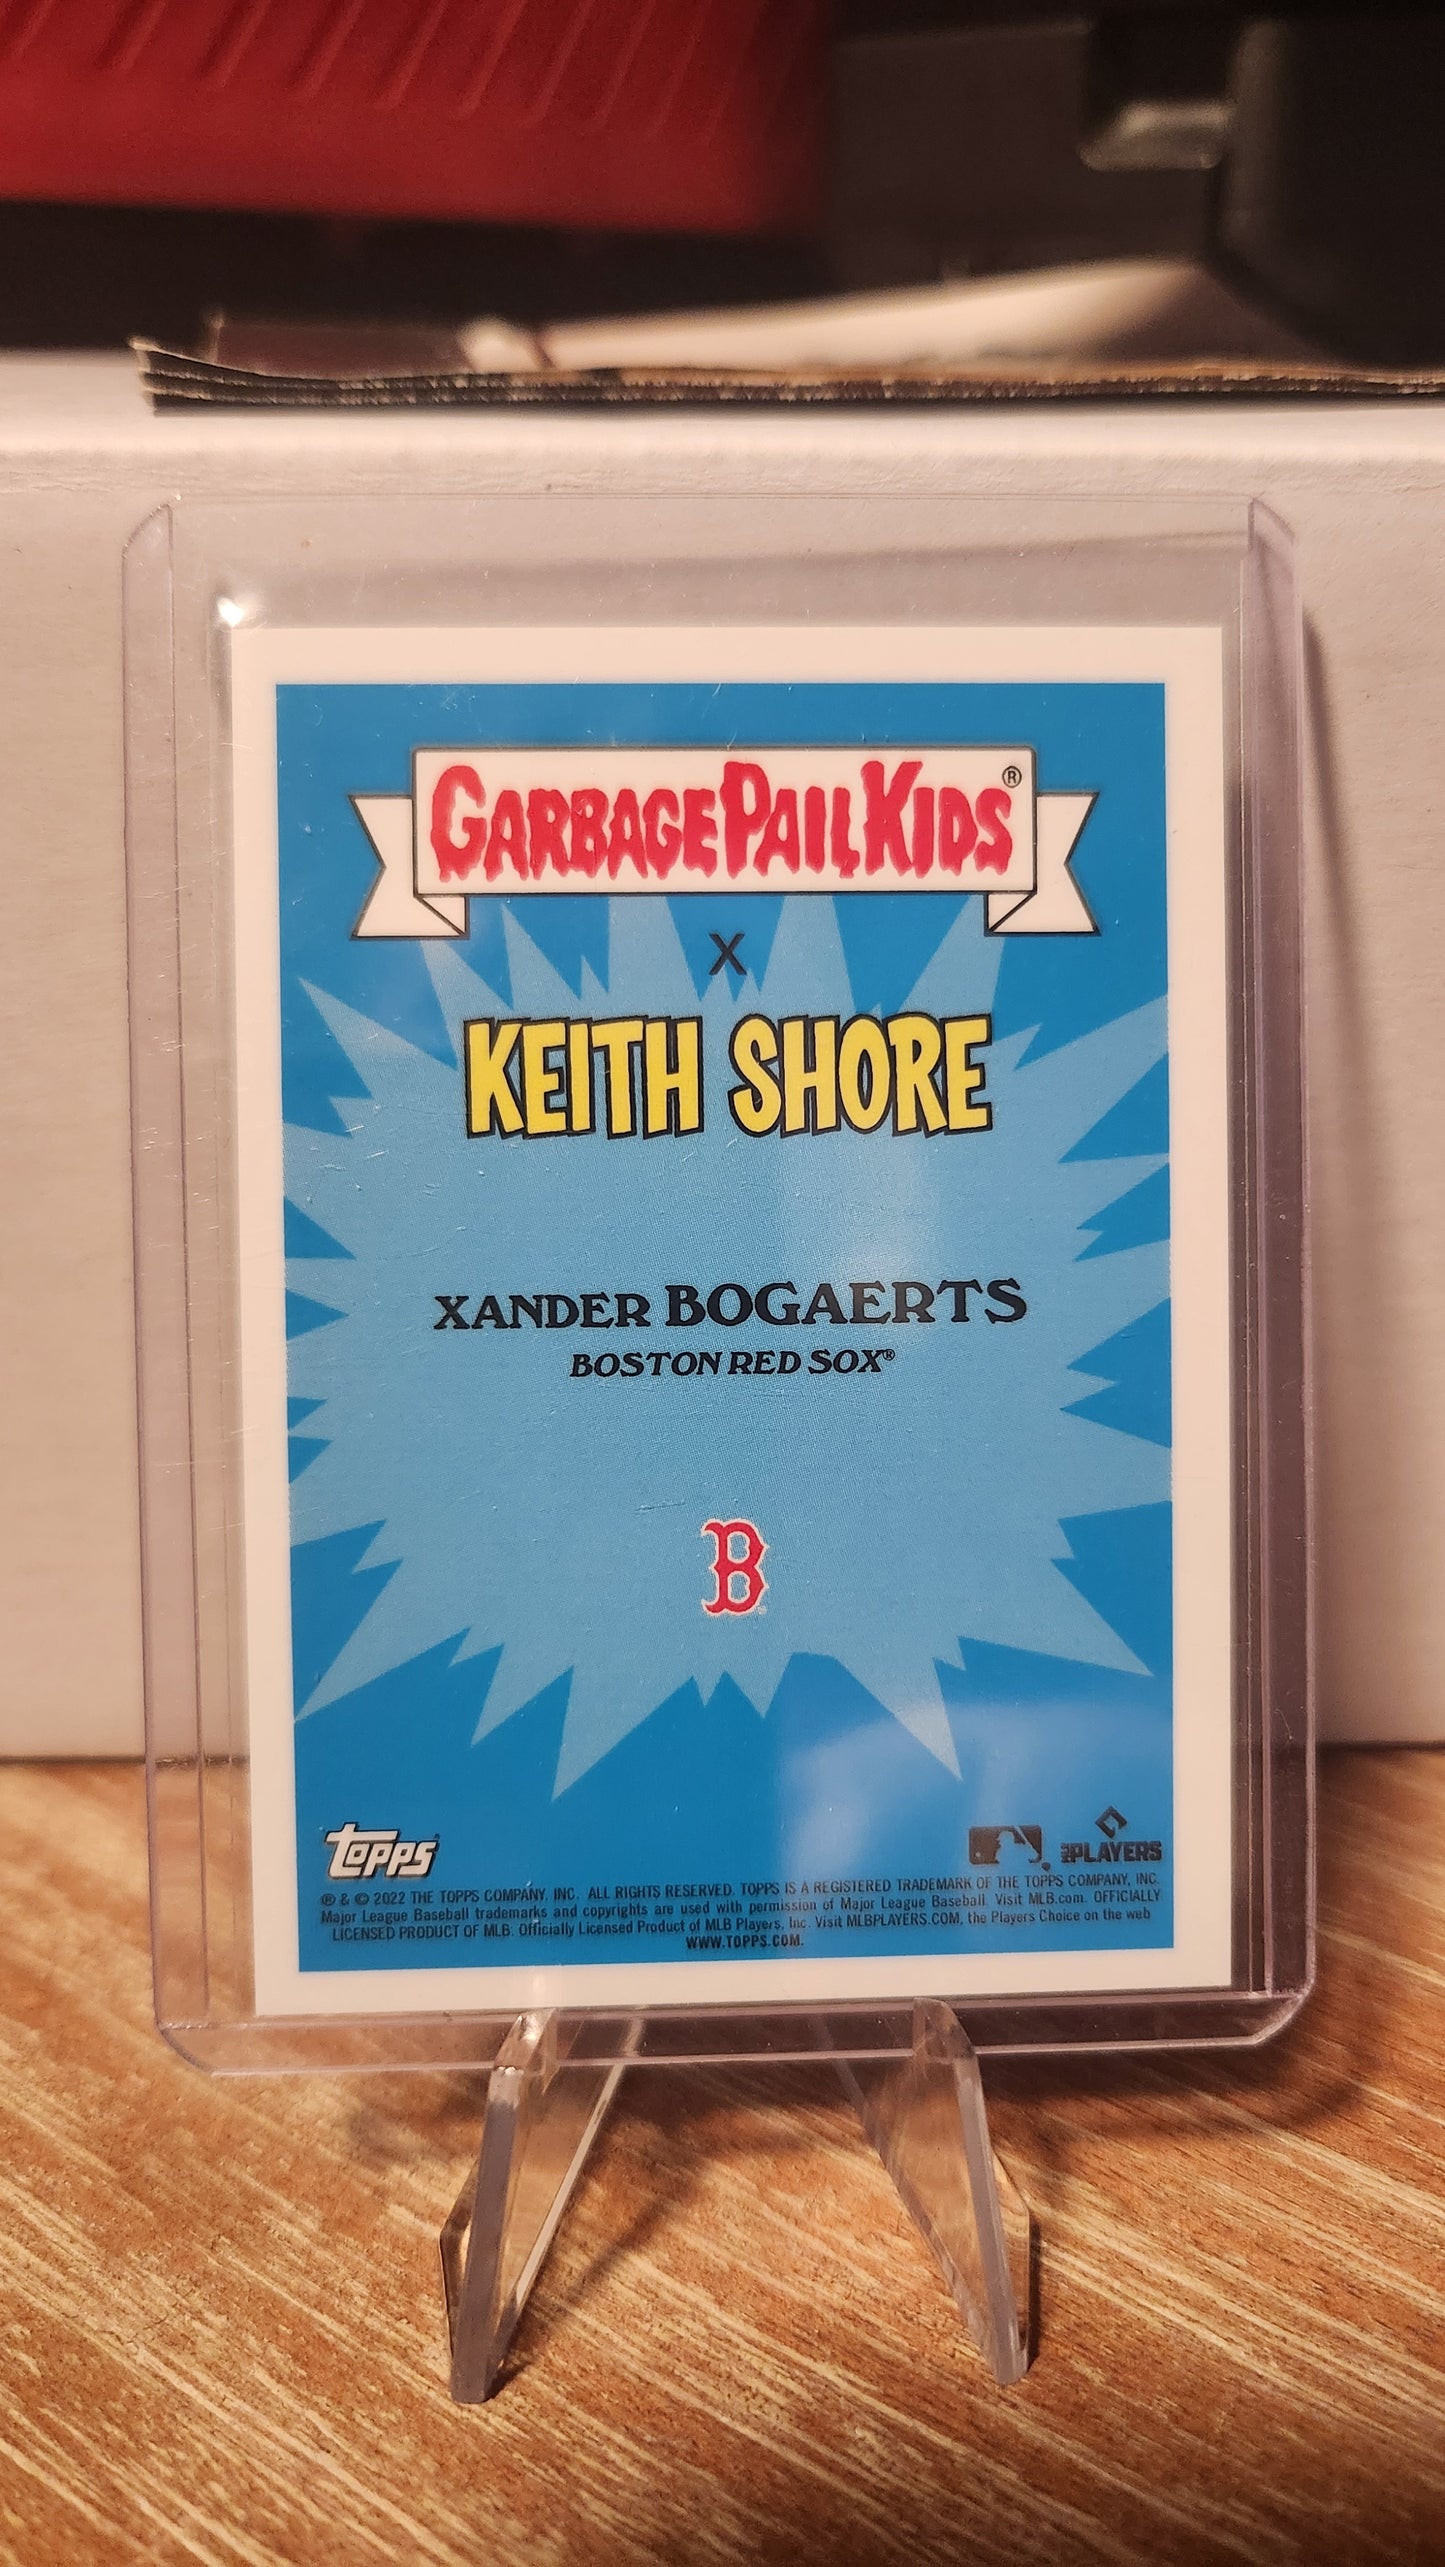 GARBAGE PAIL KIDS®
X
KEITH SHORE
XANDER BOGAERTS
BOSTON RED SOX®
B
TOPPS
MLB PLAYERS
® & © 2022 THE TOPPS COMPANY, INC. ALL RIGHTS RESERVED. TOPPS IS A REGISTERED TRADEMARK OF THE TOPPS COMPANY, INC.
Major League Baseball trademarks and copyrights are used with permission of Major League Baseball. Visit MLB.com. OFFICIALLY
LICENSED PRODUCT OF MLB. Officially Licensed Product of MLB Players, Inc. Visit MLBPLAYERS.COM, the Players Choice on the web
WWW.TOPPS.COM.